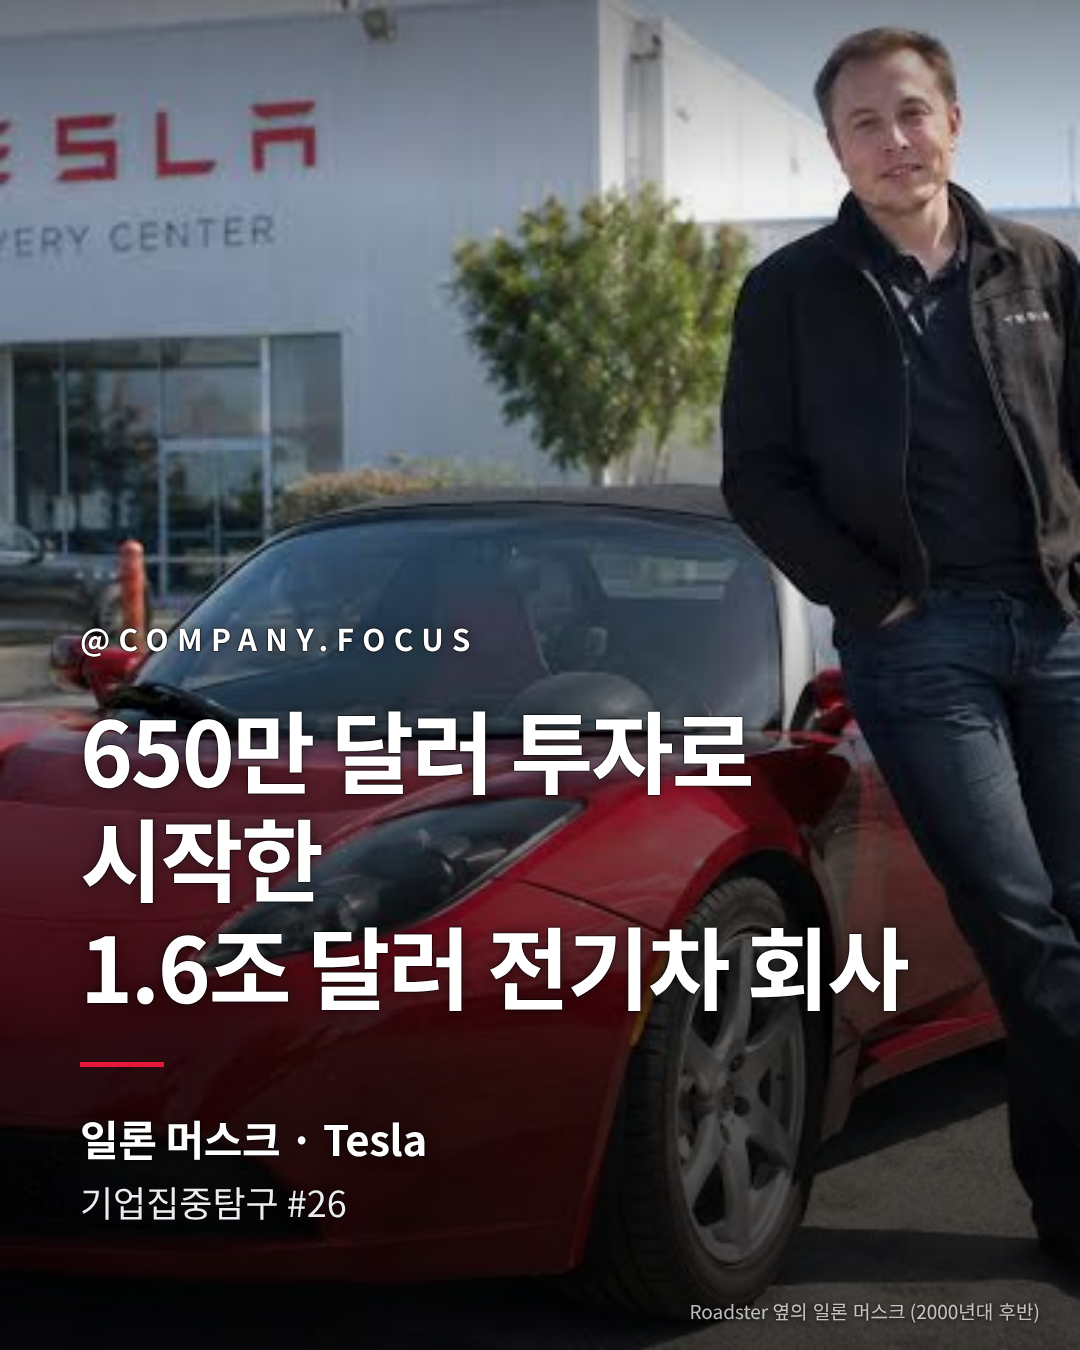 ESLA
VERY CENTER
TESLA
@COMPANY.FOCUS
650만 달러 투자로
시작한
1.6조 달러 전기차 회사
일론 머스크 · Tesla
기업집중탐구 #26
Roadster 옆의 일론 머스크 (2000년대 후반)